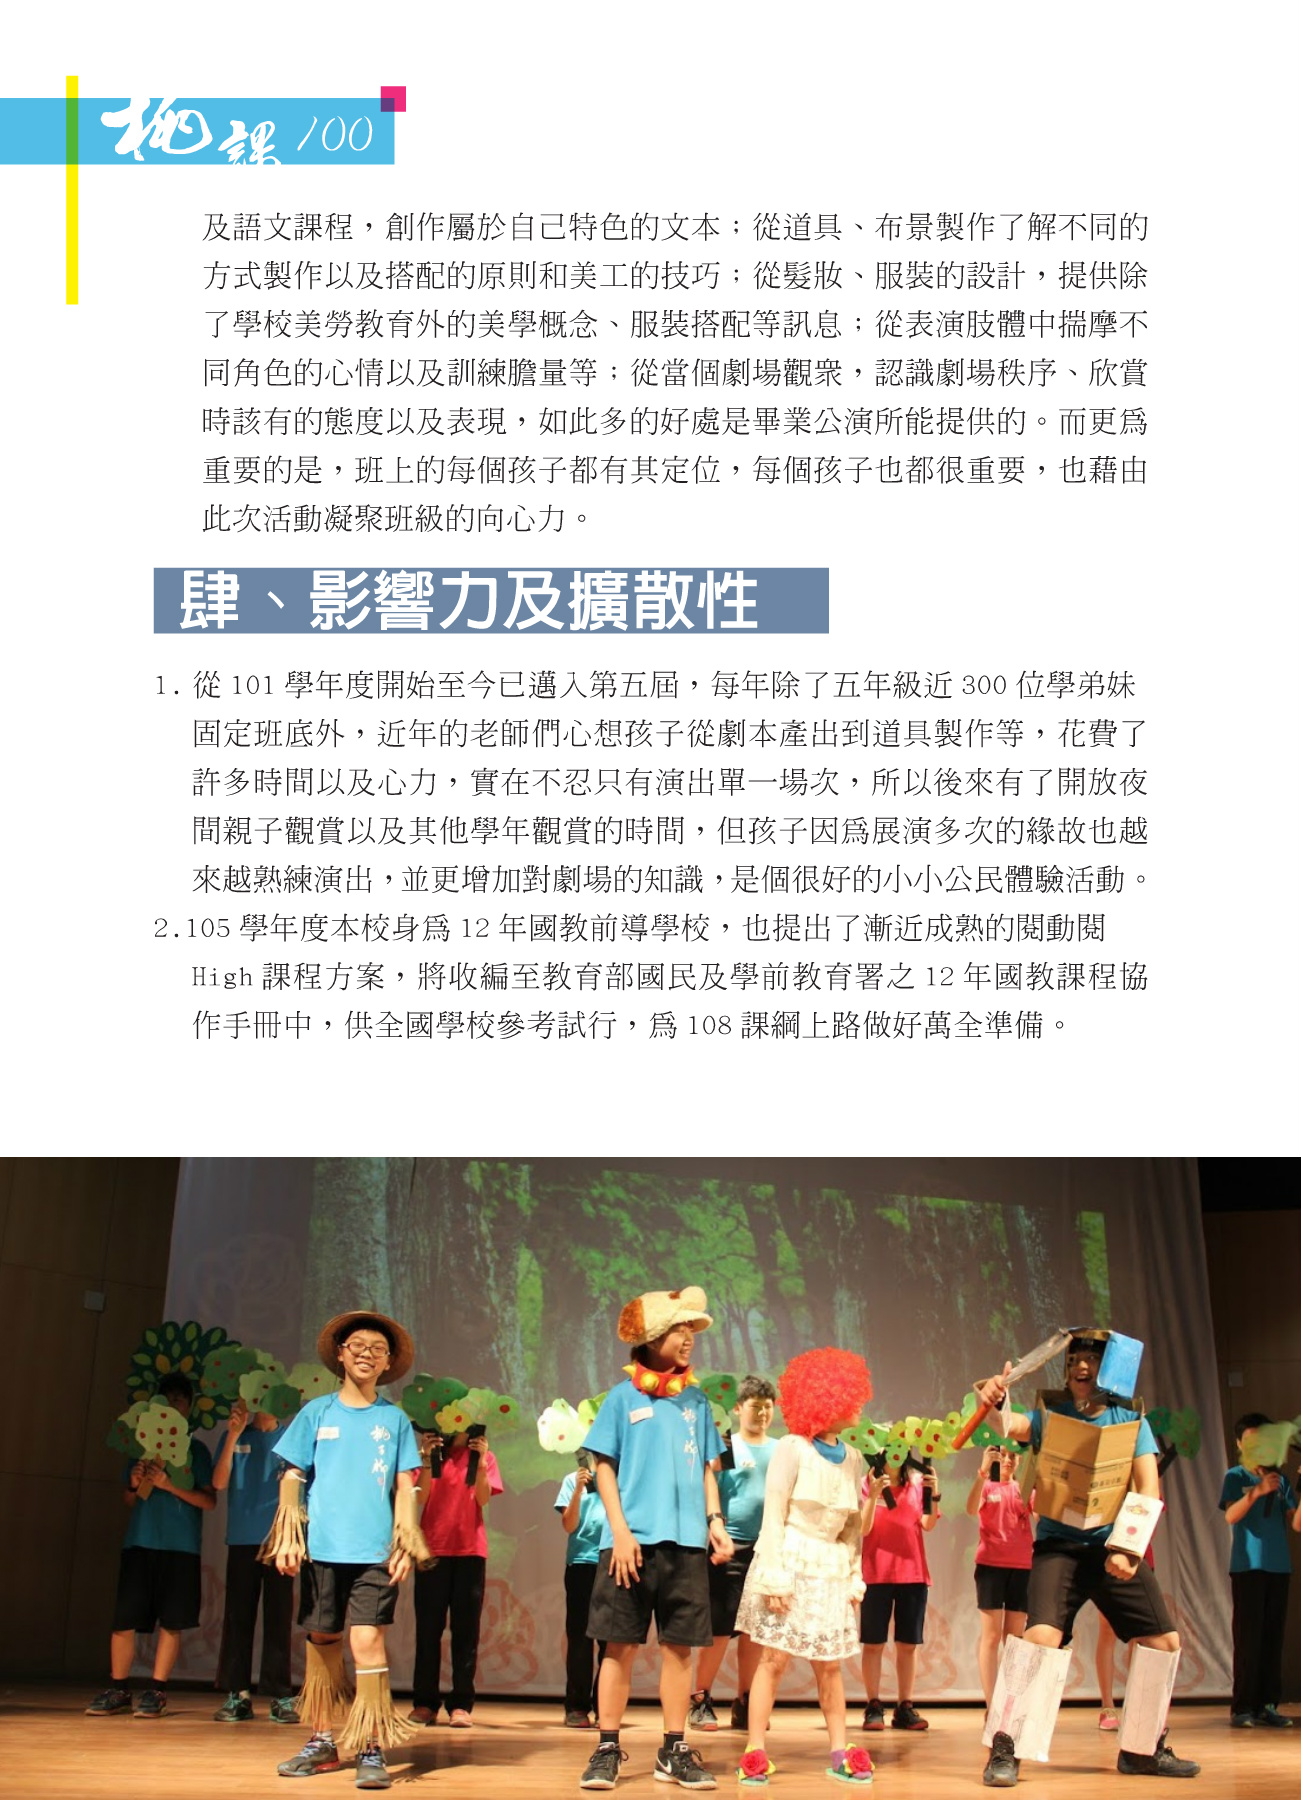 桃課100
及語文課程，創作屬於自己特色的文本；從道具、布景製作了解不同的
方式製作以及搭配的原則和美工的技巧；從髮妝、服裝的設計，提供除
了學校美勞教育外的美學概念、服裝搭配等訊息；從表演肢體中揣摩不
同角色的心情以及訓練膽量等；從當個劇場觀衆，認識劇場秩序、欣賞
時該有的態度以及表現，如此多的好處是畢業公演所能提供的。而更爲
重要的是，班上的每個孩子都有其定位，每個孩子也都很重要，也藉由
此次活動凝聚班級的向心力。
肆、影響力及擴散性
1. 從 101 學年度開始至今已邁入第五屆，每年除了五年級近 300 位學弟妹
固定班底外，近年的老師們心想孩子從劇本產出到道具製作等，花費了
許多時間以及心力，實在不忍只有演出單一場次，所以後來有了開放夜
間親子觀賞以及其他學年觀賞的時間，但孩子因爲展演多次的緣故也越
來越熟練演出，並更增加對劇場的知識，是個很好的小小公民體驗活動。
2.105 學年度本校身爲 12 年國教前導學校，也提出了漸近成熟的閱動閱
High 課程方案，將收編至教育部國民及學前教育署之 12 年國教課程協
作手冊中，供全國學校參考試行，爲 108 課綱上路做好萬全準備。